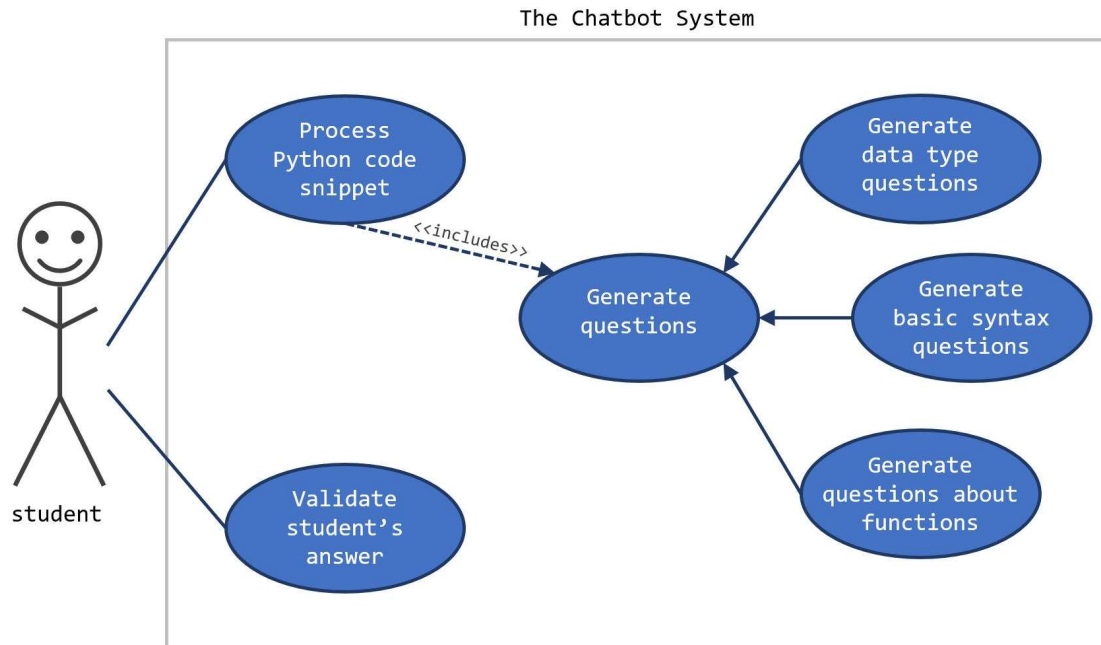 The Chatbot System
Process
Python code
snippet
<<includes>>
Generate
questions
Generate
data type
questions
Generate
basic syntax
questions
Generate
questions about
functions
Validate
student’s
answer
student